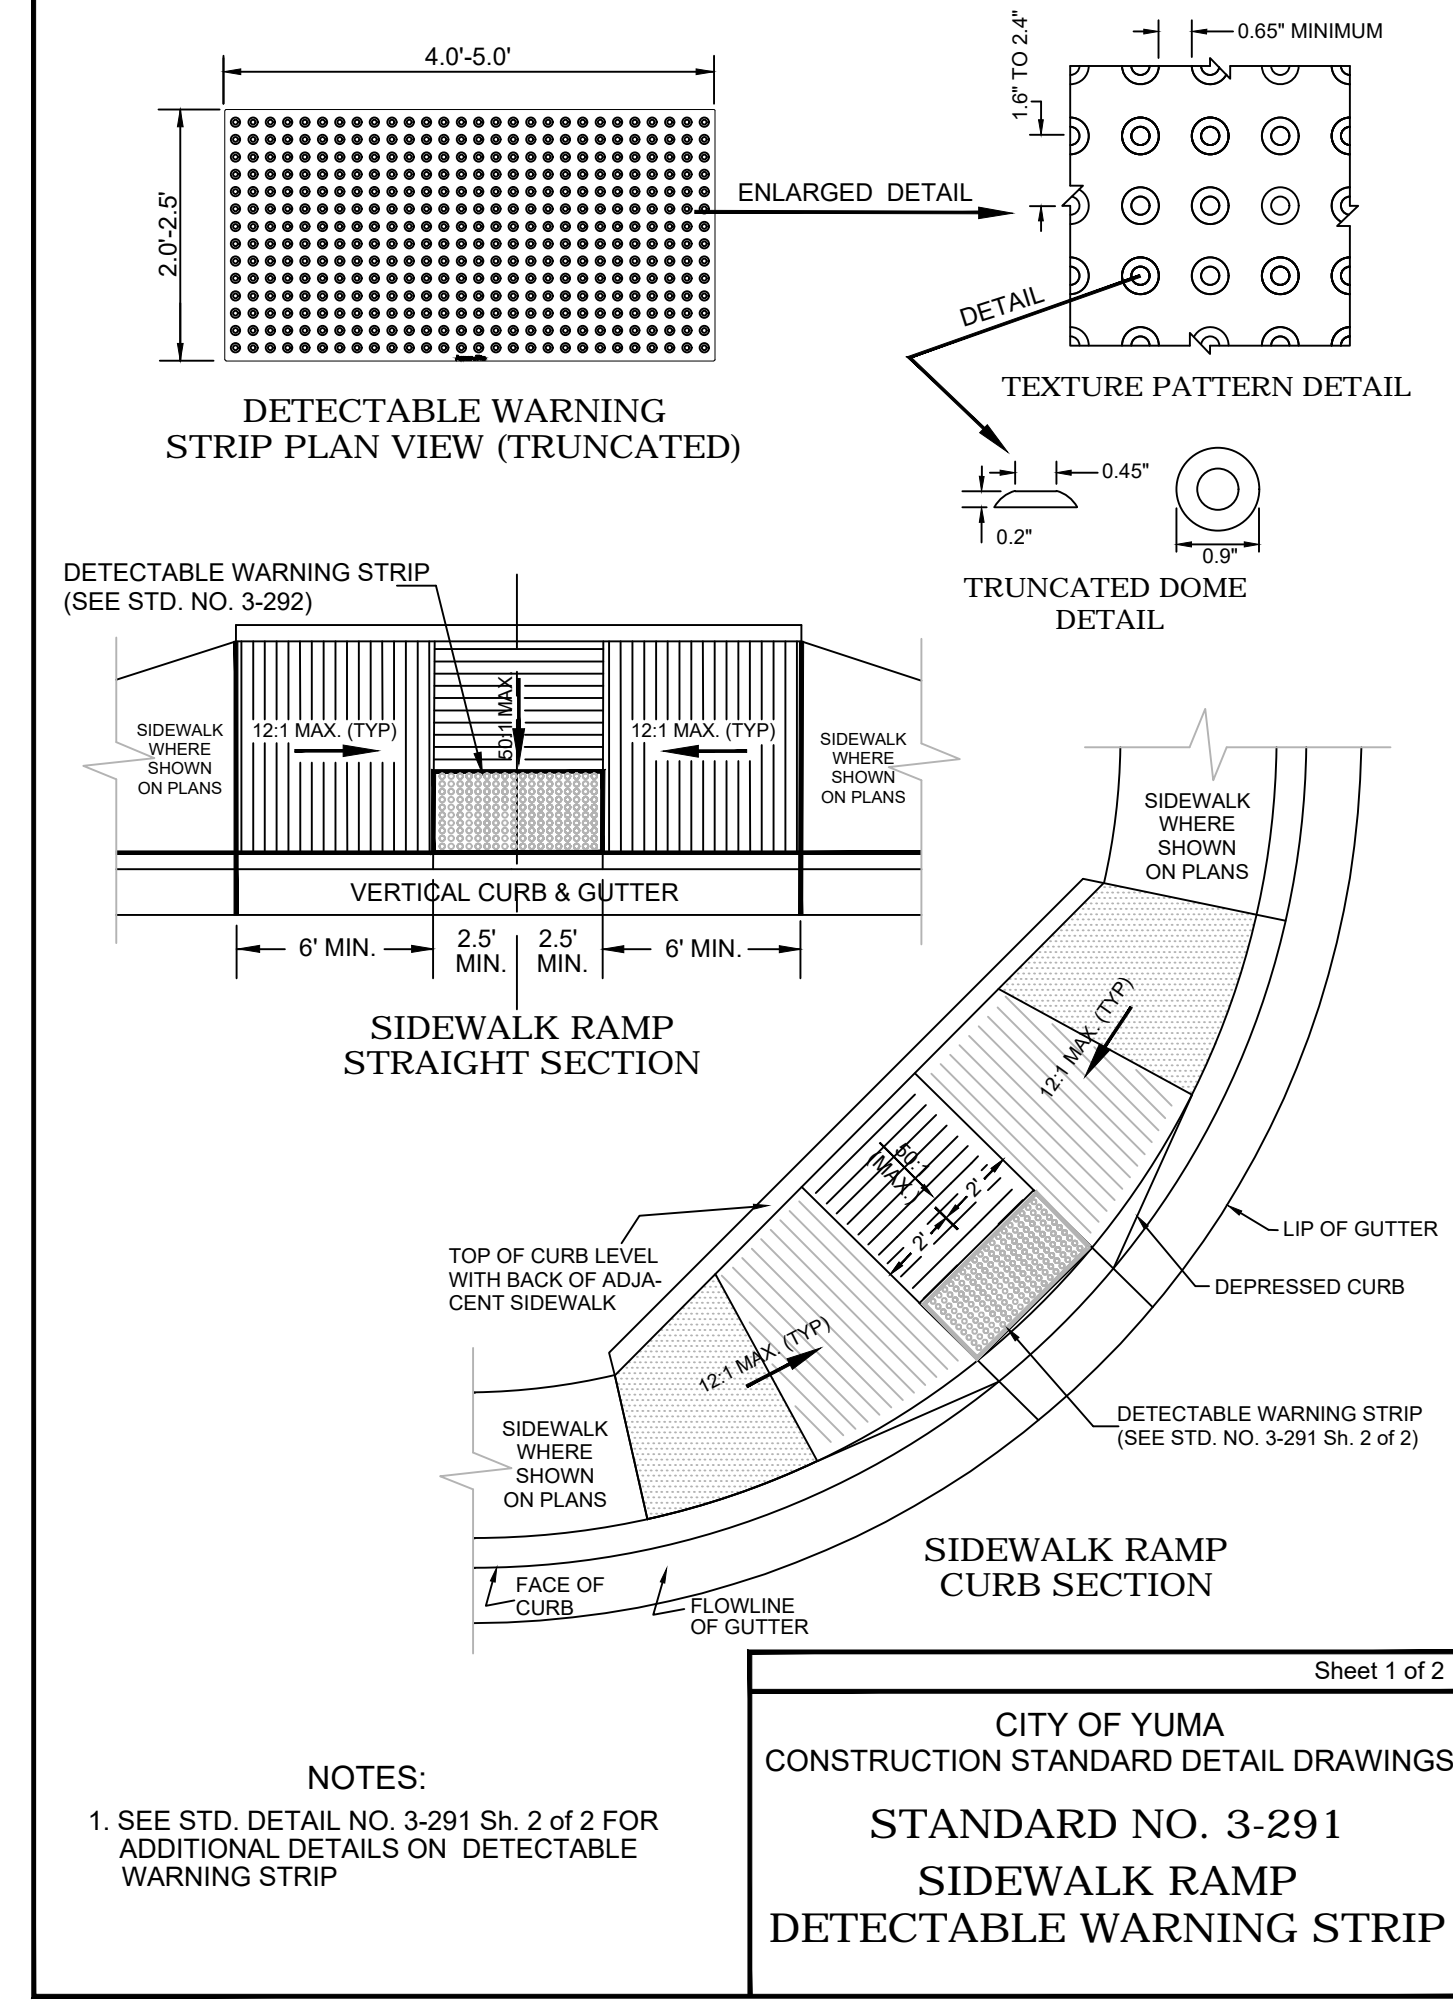 4.0'-5.0'
2.0'-2.5'
ENLARGED DETAIL
DETECTABLE WARNING
STRIP PLAN VIEW (TRUNCATED)
0.65" MINIMUM
1.6" TO 2.4"
DETAIL
TEXTURE PATTERN DETAIL
0.45"
0.2"
0.9"
TRUNCATED DOME
DETAIL
DETECTABLE WARNING STRIP
(SEE STD. NO. 3-292)
SIDEWALK
WHERE
SHOWN
ON PLANS
12:1 MAX. (TYP)
50:1 MAX.
12:1 MAX. (TYP)
SIDEWALK
WHERE
SHOWN
ON PLANS
VERTICAL CURB & GUTTER
6' MIN.
2.5'
MIN.
2.5'
MIN.
6' MIN.
SIDEWALK RAMP
STRAIGHT SECTION
SIDEWALK
WHERE
SHOWN
ON PLANS
12:1 MAX. (TYP)
50:1
(MAX.)
2'
2'
TOP OF CURB LEVEL
WITH BACK OF ADJA-
CENT SIDEWALK
LIP OF GUTTER
DEPRESSED CURB
12:1 MAX. (TYP)
DETECTABLE WARNING STRIP
(SEE STD. NO. 3-291 Sh. 2 of 2)
SIDEWALK
WHERE
SHOWN
ON PLANS
FACE OF
CURB
FLOWLINE
OF GUTTER
SIDEWALK RAMP
CURB SECTION
NOTES:
1. SEE STD. DETAIL NO. 3-291 Sh. 2 of 2 FOR
ADDITIONAL DETAILS ON DETECTABLE
WARNING STRIP
Sheet 1 of 2
CITY OF YUMA
CONSTRUCTION STANDARD DETAIL DRAWINGS
STANDARD NO. 3-291
SIDEWALK RAMP
DETECTABLE WARNING STRIP